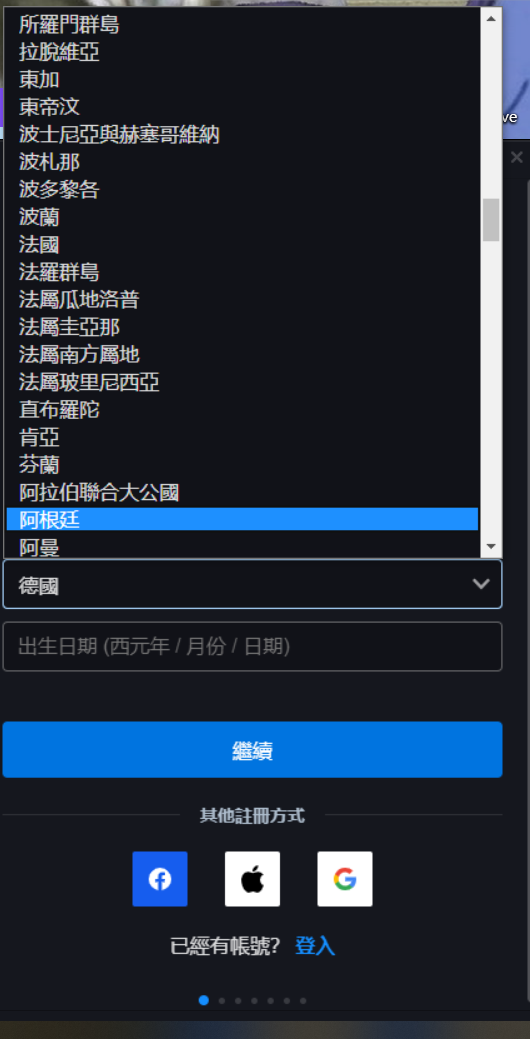 所羅門群島
拉脫維亞
東加
東帝汶
波士尼亞與赫塞哥維納
波札那
波多黎各
波蘭
法國
法羅群島
法屬瓜地洛普
法屬圭亞那
法屬南方屬地
法屬玻里尼西亞
直布羅陀
肯亞
芬蘭
阿拉伯聯合大公國
阿根廷
阿曼
ve
德國
出生日期 (西元年 / 月份 / 日期)
繼續
其他註冊方式
已經有帳號? 登入